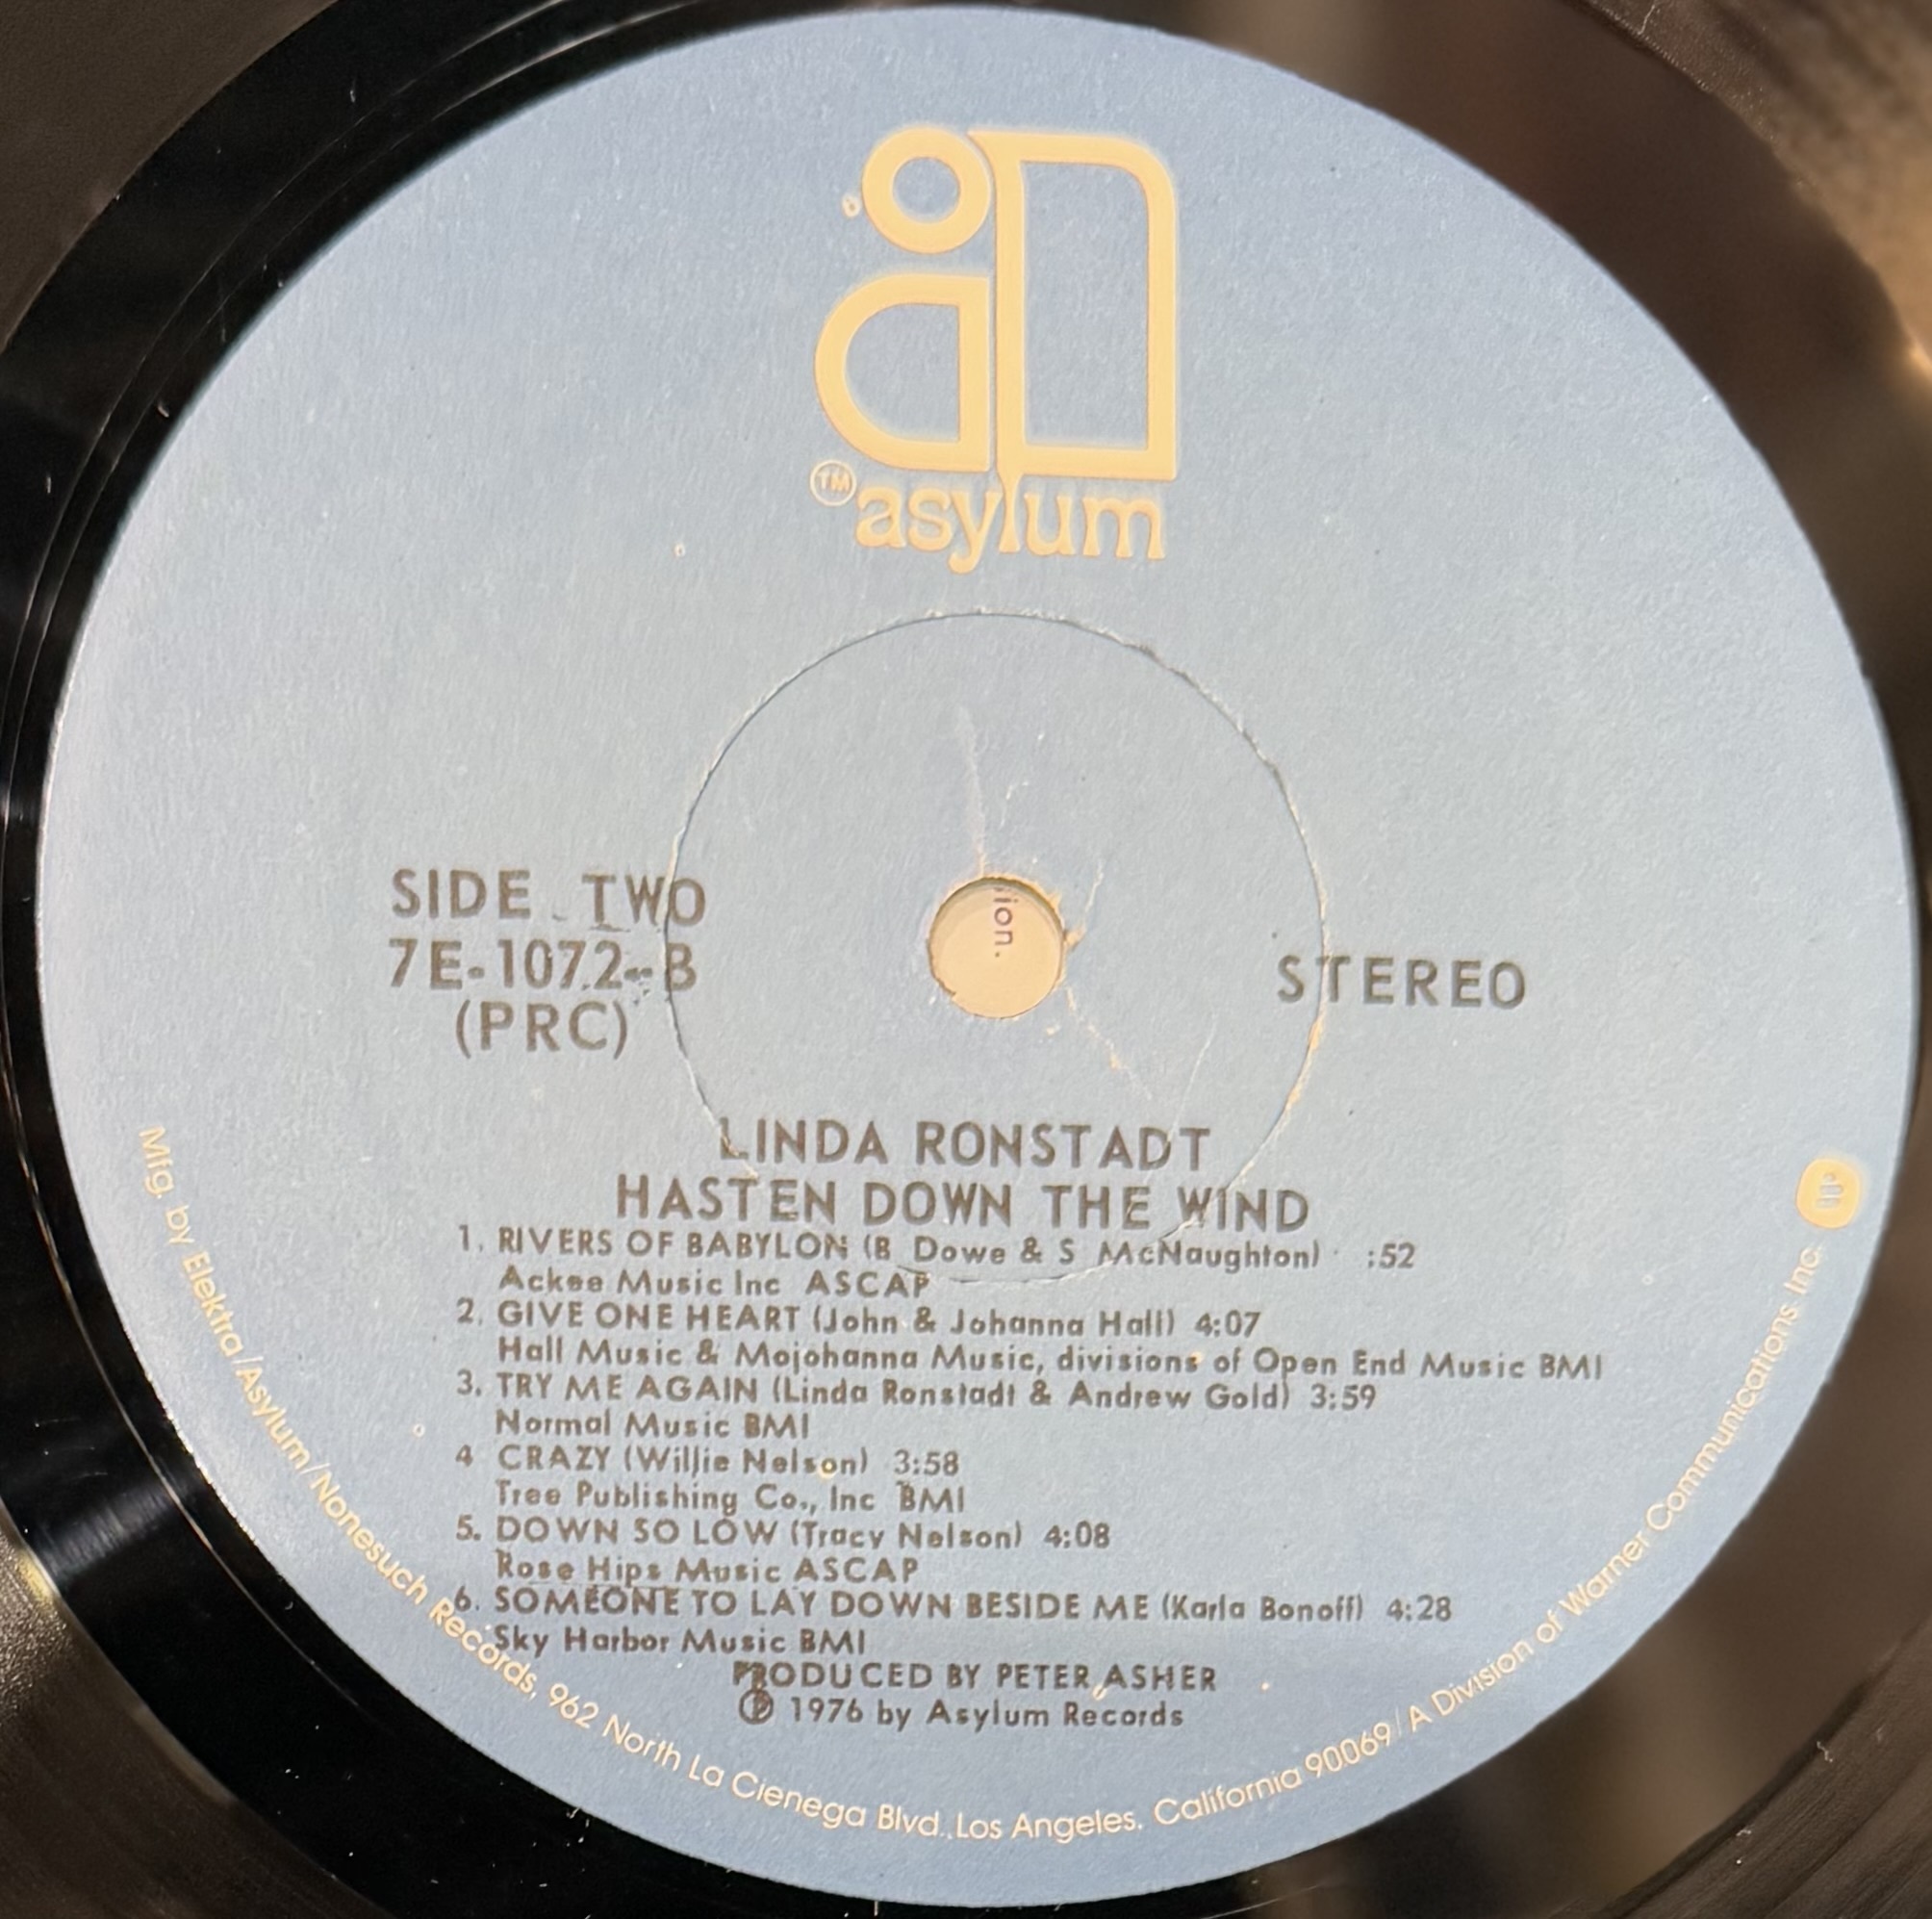 TM asylum
SIDE TWO
7E-1072-B
(PRC)
ion.
STEREO
LINDA RONSTADT
HASTEN DOWN THE WIND
1. RIVERS OF BABYLON (B Dowe & S McNaughton) :52
Ackee Music Inc ASCAP
2. GIVE ONE HEART (John & Johanna Hall) 4:07
Hall Music & Mojohanna Music, divisions of Open End Music BMI
3. TRY ME AGAIN (Linda Ronstadt & Andrew Gold) 3:59
Normal Music BMI
4 CRAZY (Willie Nelson) 3:58
Tree Publishing Co., Inc BMI
5. DOWN SO LOW (Tracy Nelson) 4:08
Rose Hips Music ASCAP
6. SOMEONE TO LAY DOWN BESIDE ME (Karla Bonoff) 4:28
Sky Harbor Music BMI
PRODUCED BY PETER ASHER
℗ 1976 by Asylum Records
Mfg. by Elektra/Asylum/Nonesuch Records, 962 North La Cienega Blvd., Los Angeles. California 90069/A Division of Warner Communications Inc.